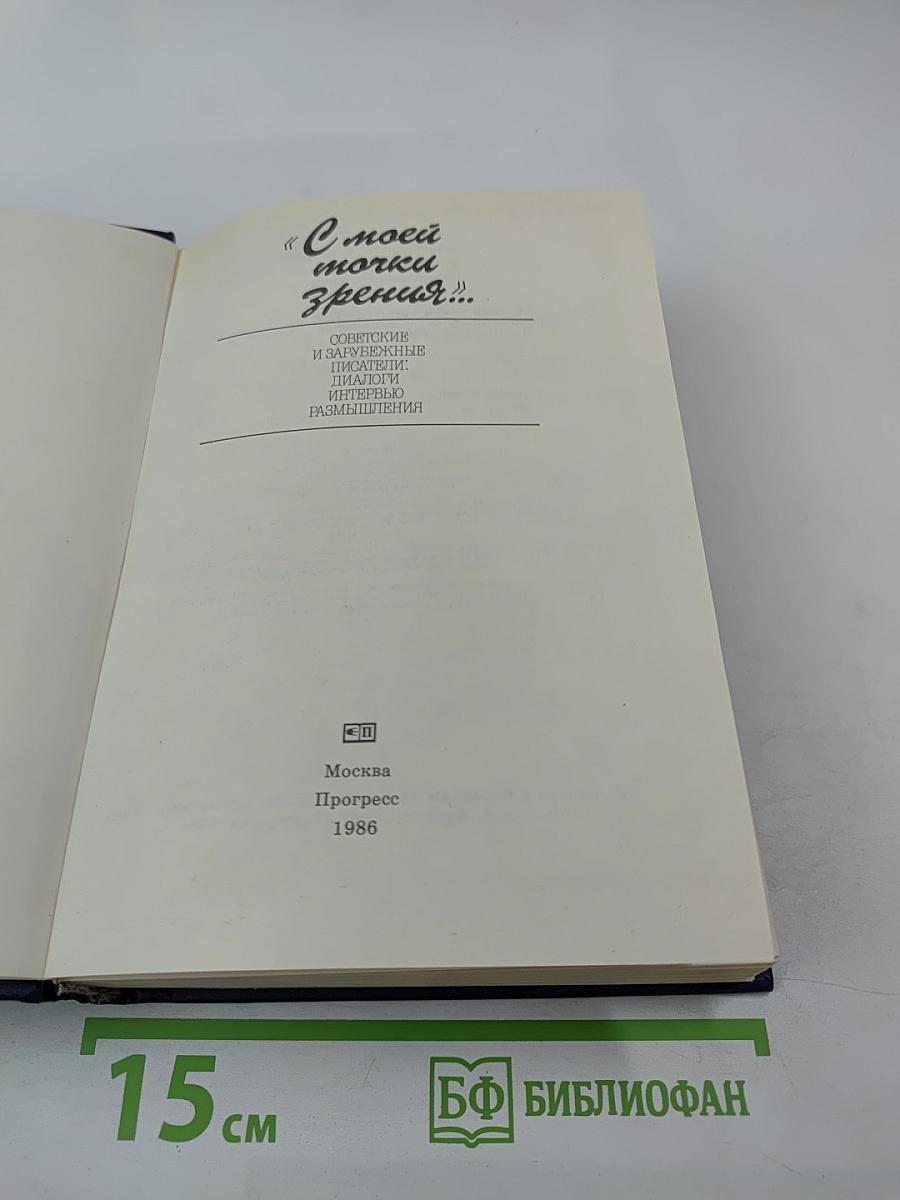 «С моей
точки
зрения»...
СОВЕТСКИЕ
И ЗАРУБЕЖНЫЕ
ПИСАТЕЛИ:
ДИАЛОГИ
ИНТЕРВЬЮ
РАЗМЫШЛЕНИЯ
П
Москва
Прогресс
1986
15 см
БФ БИБЛИОФАН